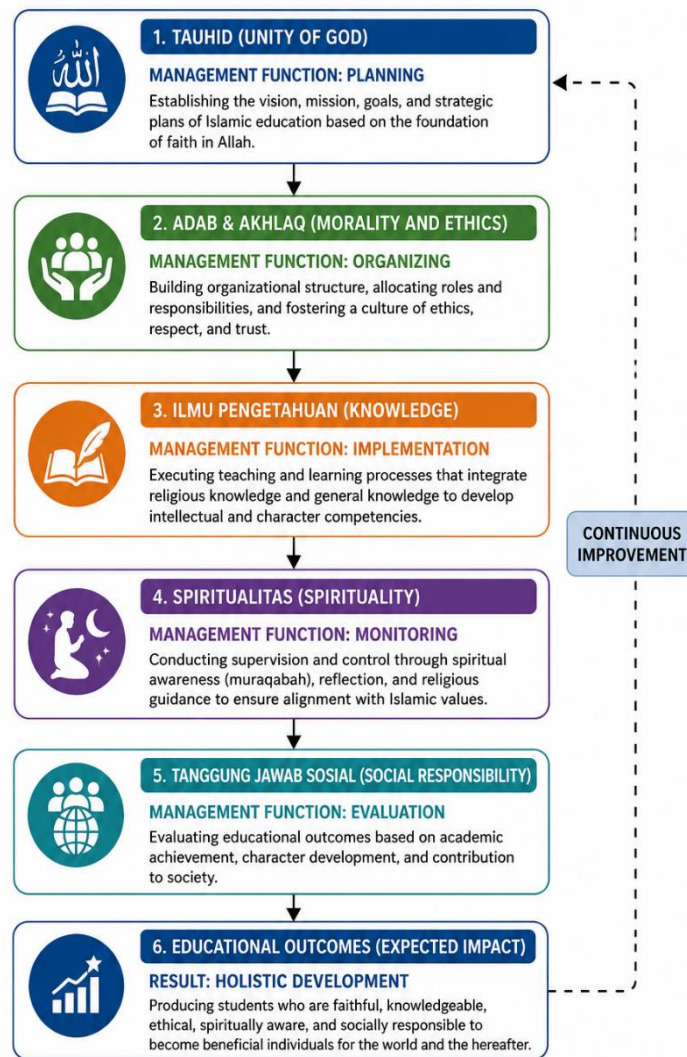 الله
1. TAUHID (UNITY OF GOD)
MANAGEMENT FUNCTION: PLANNING
Establishing the vision, mission, goals, and strategic
plans of Islamic education based on the foundation
of faith in Allah.
2. ADAB & AKHLAQ (MORALITY AND ETHICS)
MANAGEMENT FUNCTION: ORGANIZING
Building organizational structure, allocating roles and
responsibilities, and fostering a culture of ethics,
respect, and trust.
3. ILMU PENGETAHUAN (KNOWLEDGE)
MANAGEMENT FUNCTION: IMPLEMENTATION
Executing teaching and learning processes that integrate
religious knowledge and general knowledge to develop
intellectual and character competencies.
CONTINUOUS
IMPROVEMENT
4. SPIRITUALITAS (SPIRITUALITY)
MANAGEMENT FUNCTION: MONITORING
Conducting supervision and control through spiritual
awareness (muraqabah), reflection, and religious
guidance to ensure alignment with Islamic values.
5. TANGGUNG JAWAB SOSIAL (SOCIAL RESPONSIBILITY)
MANAGEMENT FUNCTION: EVALUATION
Evaluating educational outcomes based on academic
achievement, character development, and contribution
to society.
6. EDUCATIONAL OUTCOMES (EXPECTED IMPACT)
RESULT: HOLISTIC DEVELOPMENT
Producing students who are faithful, knowledgeable,
ethical, spiritually aware, and socially responsible to
become beneficial individuals for the world and the hereafter.